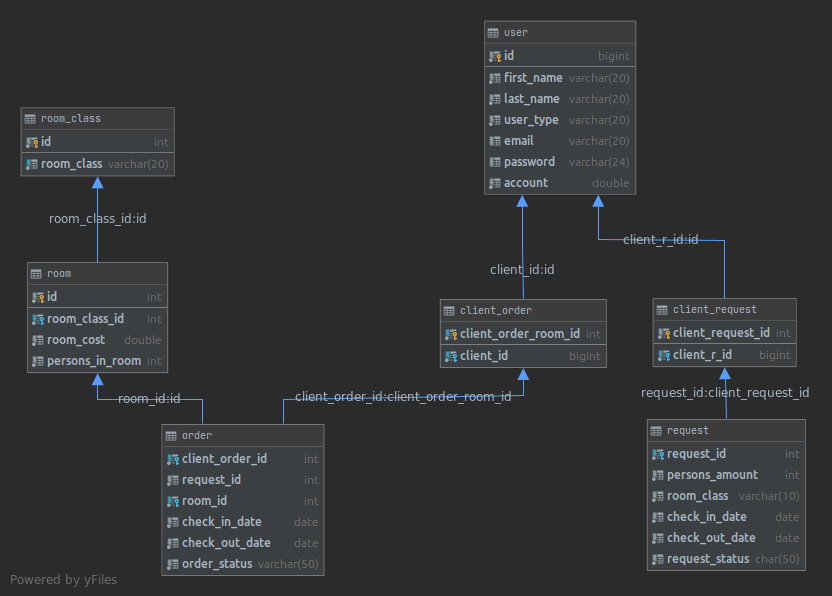 user
id bigint
first_name varchar(20)
last_name varchar(20)
user_type varchar(20)
email varchar(20)
password varchar(24)
account double
room_class
id int
room_class varchar(20)
room_class_id:id
client_r_id:id
client_id:id
room
id int
room_class_id int
room_cost double
persons_in_room int
client_order
client_order_room_id int
client_id bigint
client_request
client_request_id int
client_r_id bigint
room_id:id
client_order_id:client_order_room_id
request_id:client_request_id
order
client_order_id int
request_id int
room_id int
check_in_date date
check_out_date date
order_status varchar(50)
request
request_id int
persons_amount int
room_class varchar(10)
check_in_date date
check_out_date date
request_status char(50)
Powered by yFiles